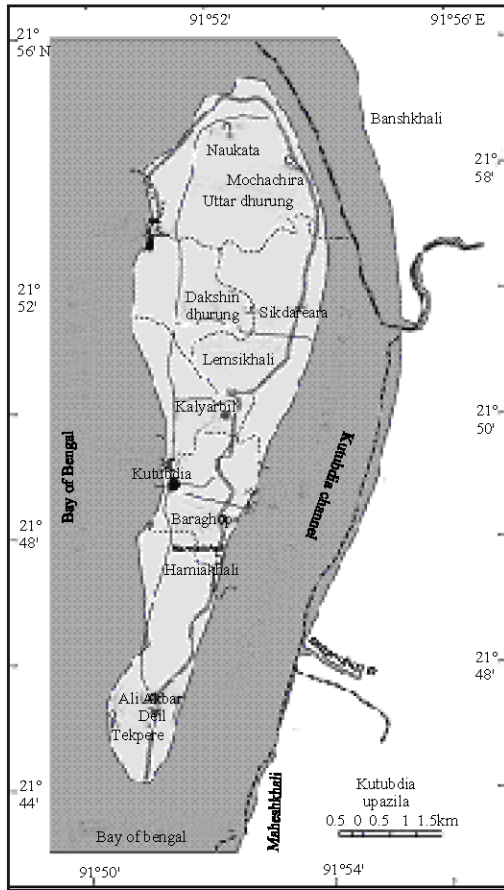 91°52'
91°56' E
21°
56' N
Banshkhali
Naukata
21°
58'
Mochachira
Uttar dhurung
21°
52'
Dakshin
dhurung
Sikdareara
Lemsikhali
Kalyarbil
21°
50'
Bay of Bengal
Kutubdia channel
Kutundia
Baraghop
21°
48'
Hamiakhali
21°
48'
Ali Akbar
Deil
Tekpere
21°
44'
Maheshkhali
Kutubdia
upazila
0.5 0 0.5 1 1.5km
Bay of bengal
91°50'
91°54'